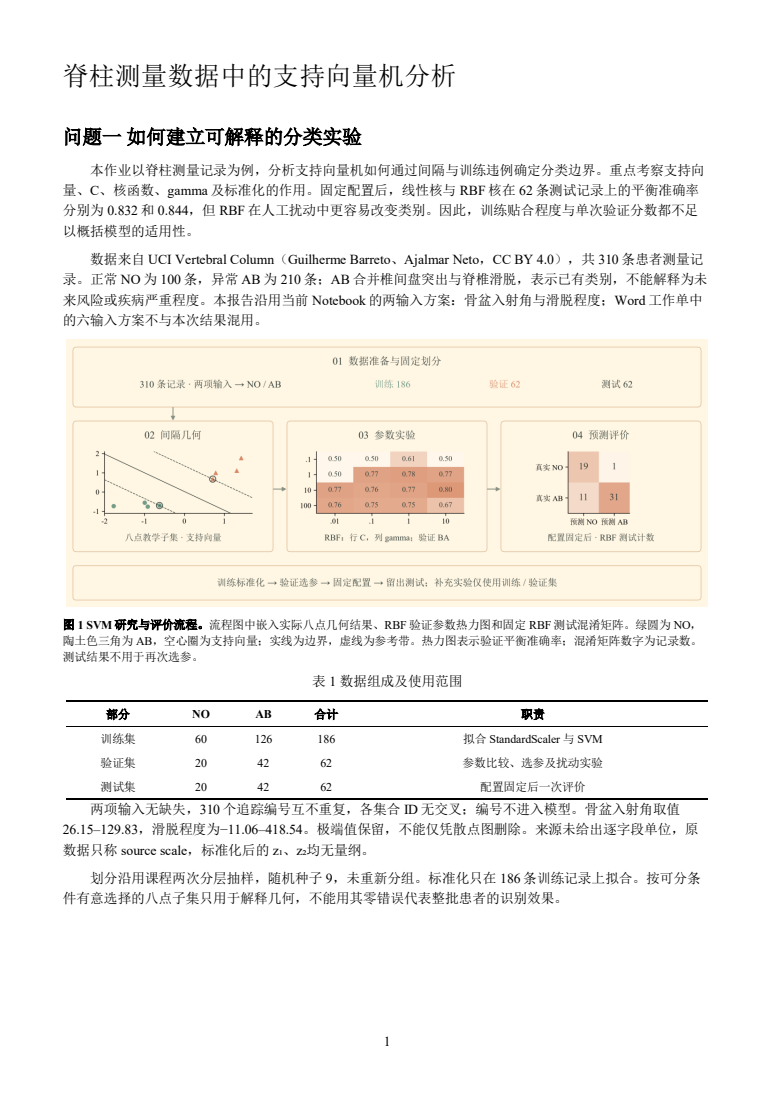 脊柱测量数据中的支持向量机分析
问题一 如何建立可解释的分类实验
本作业以脊柱测量记录为例，分析支持向量机如何通过间隔与训练违例确定分类边界。重点考察支持向
量、C、核函数、gamma 及标准化的作用。固定配置后，线性核与 RBF 核在 62 条测试记录上的平衡准确率
分别为 0.832 和 0.844，但 RBF 在人工扰动中更容易改变类别。因此，训练贴合程度与单次验证分数都不足
以概括模型的适用性。
数据来自 UCI Vertebral Column（Guilherme Barreto、Ajalmar Neto，CC BY 4.0），共 310 条患者测量记
录。正常 NO 为 100 条，异常 AB 为 210 条；AB 合并椎间盘突出与脊椎滑脱，表示已有类别，不能解释为未
来风险或疾病严重程度。本报告沿用当前 Notebook 的两输入方案：骨盆入射角与滑脱程度；Word 工作单中
的六输入方案不与本次结果混用。
01 数据准备与固定划分
310 条记录 · 两项输入 → NO / AB 训练 186 验证 62 测试 62
02 间隔几何
2
1
0
-1
-2 -1 0 1
八点教学子集 · 支持向量
03 参数实验
.1 0.50 0.50 0.61 0.50
1 0.50 0.77 0.78 0.77
10 0.77 0.76 0.77 0.80
100 0.76 0.75 0.75 0.67
.01 .1 1 10
RBF：行 C，列 gamma；验证 BA
04 预测评价
真实 NO 19 1
真实 AB 11 31
预测 NO 预测 AB
配置固定后 · RBF 测试计数
训练标准化 → 验证选参 → 固定配置 → 留出测试；补充实验仅使用训练 / 验证集
图 1 SVM 研究与评价流程。流程图中嵌入实际八点几何结果、RBF 验证参数热力图和固定 RBF 测试混淆矩阵。绿圆为 NO，
陶土色三角为 AB，空心圈为支持向量；实线为边界，虚线为参考带。热力图表示验证平衡准确率；混淆矩阵数字为记录数。
测试结果不用于再次选参。
表 1 数据组成及使用范围
部分 NO AB 合计 职责
训练集 60 126 186 拟合 StandardScaler 与 SVM
验证集 20 42 62 参数比较、选参及扰动实验
测试集 20 42 62 配置固定后一次评价
两项输入无缺失，310 个追踪编号互不重复，各集合 ID 无交叉；编号不进入模型。骨盆入射角取值
26.15–129.83，滑脱程度为−11.06–418.54。极端值保留，不能仅凭散点图删除。来源未给出逐字段单位，原
数据只称 source scale，标准化后的 z₁、z₂均无量纲。
划分沿用课程两次分层抽样，随机种子 9，未重新分组。标准化只在 186 条训练记录上拟合。按可分条
件有意选择的八点子集只用于解释几何，不能用其零错误代表整批患者的识别效果。
1